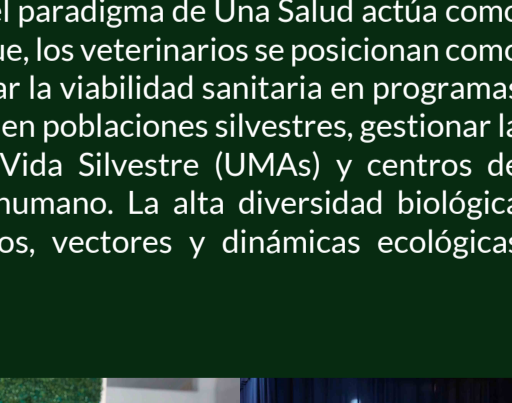 el paradigma de Una Salud actúa como
ue, los veterinarios se posicionan como
ar la viabilidad sanitaria en programas
en poblaciones silvestres, gestionar la
Vida Silvestre (UMAs) y centros de
humano. La alta diversidad biológica
os, vectores y dinámicas ecológicas